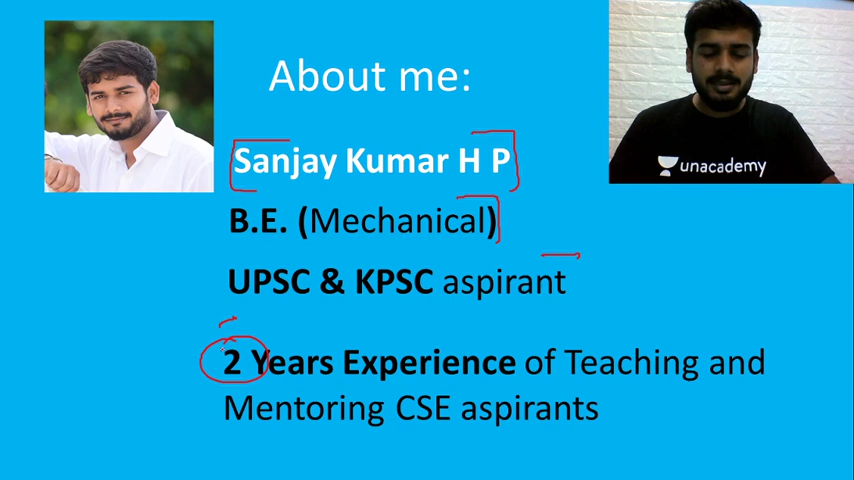 About me:
Sanjay Kumar H P
B.E. (Mechanical)
UPSC & KPSC aspirant
2 Years Experience of Teaching and
Mentoring CSE aspirants
unacademy